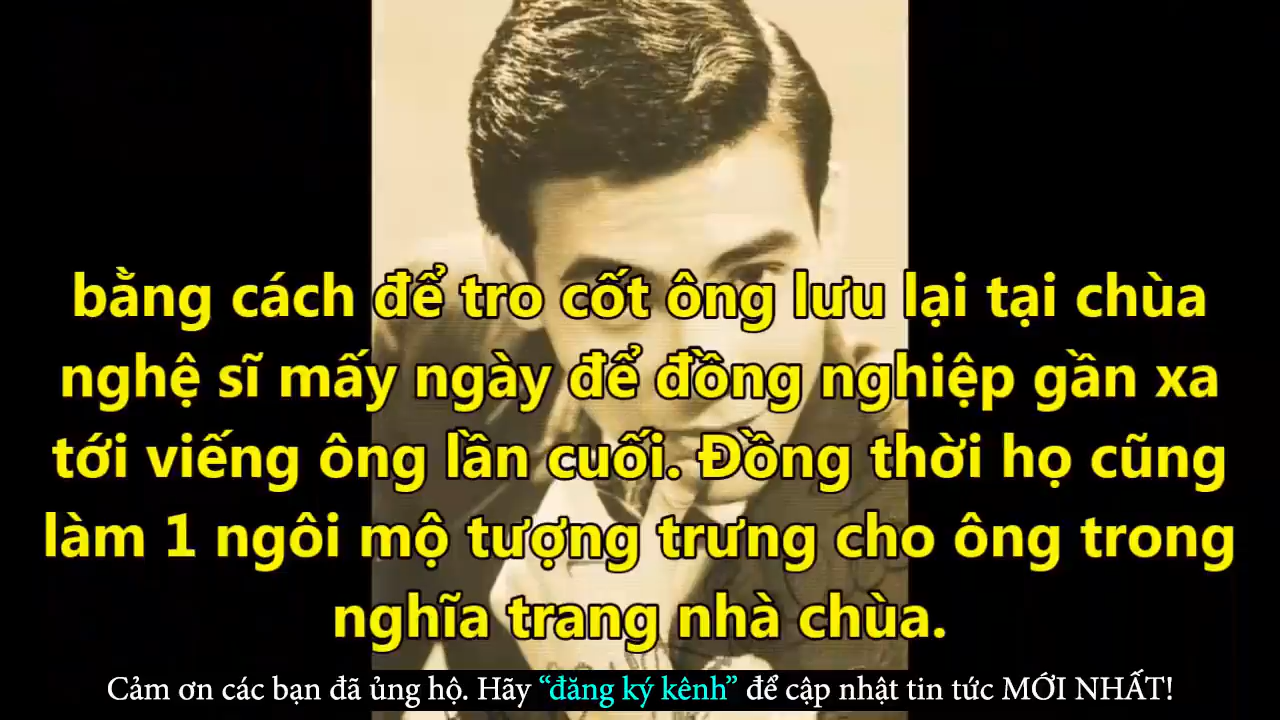 bằng cách để tro cốt ông lưu lại tại chùa
nghệ sĩ mấy ngày để đồng nghiệp gần xa
tới viếng ông lần cuối. Đồng thời họ cũng
làm 1 ngôi mộ tượng trưng cho ông trong
nghĩa trang nhà chùa.
Cảm ơn các bạn đã ủng hộ. Hãy “đăng ký kênh” để cập nhật tin tức MỚI NHẤT!